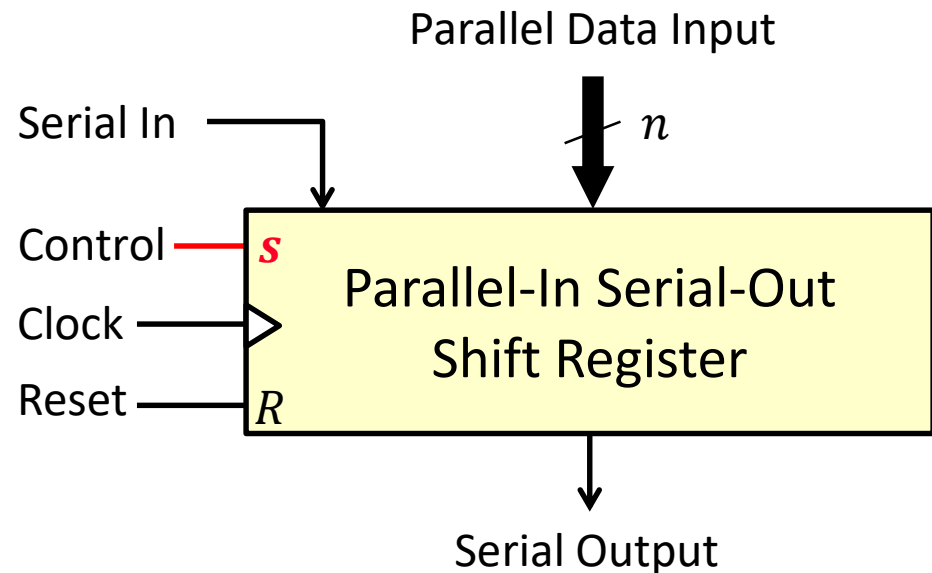 Parallel Data Input
Serial In
n
Control
s
Parallel-In Serial-Out
Clock
Shift Register
Reset
R
Serial Output